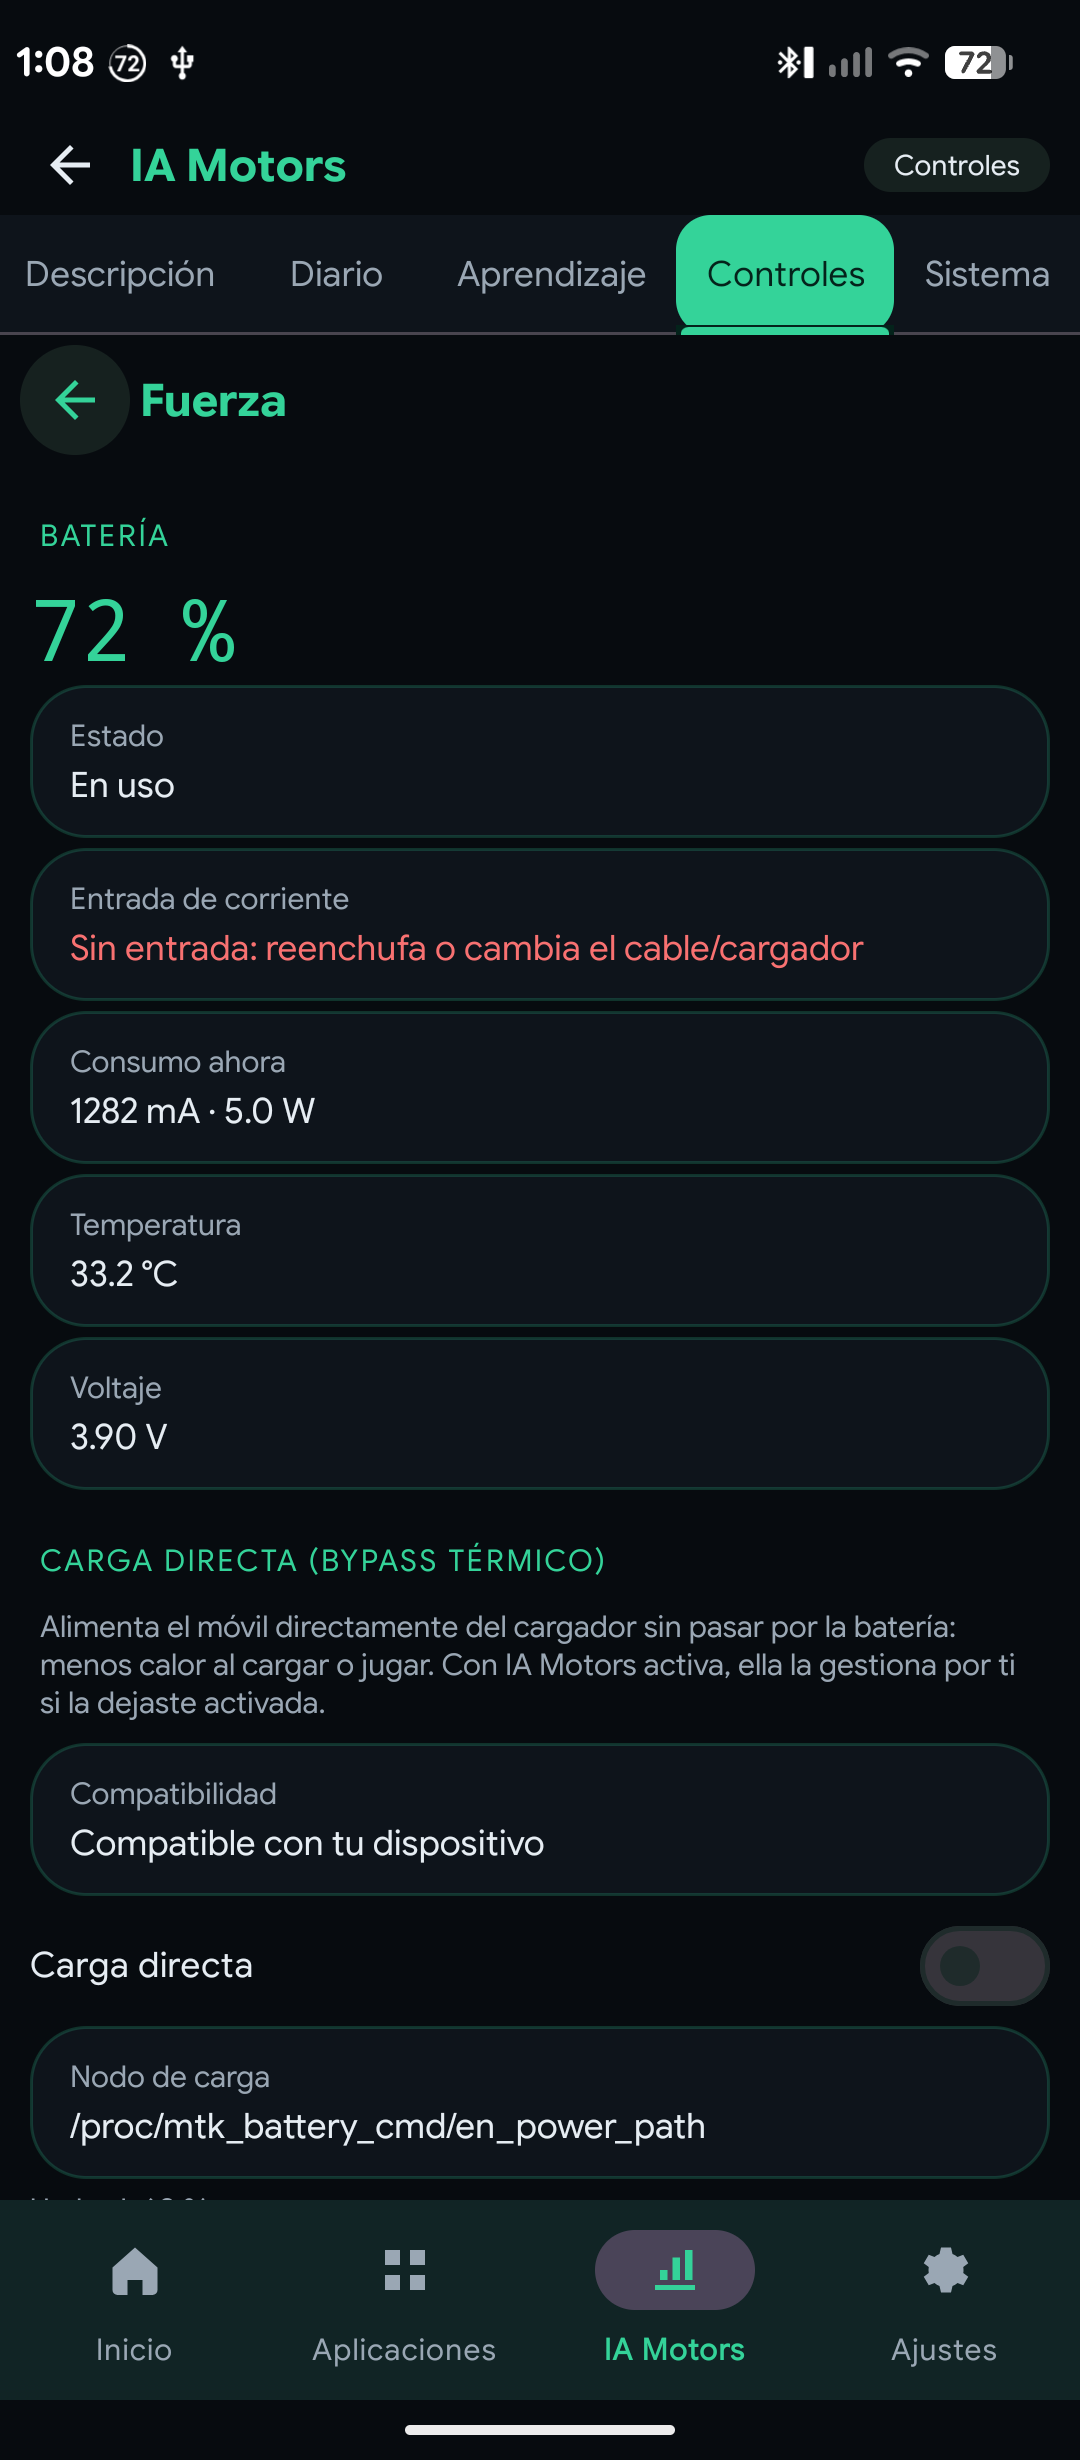 1:08 72
72
IA Motors
Controles
Descripción Diario Aprendizaje Controles Sistema
Fuerza
BATERÍA
72 %
Estado
En uso
Entrada de corriente
Sin entrada: reenchufa o cambia el cable/cargador
Consumo ahora
1282 mA · 5.0 W
Temperatura
33.2 °C
Voltaje
3.90 V
CARGA DIRECTA (BYPASS TÉRMICO)
Alimenta el móvil directamente del cargador sin pasar por la batería:
menos calor al cargar o jugar. Con IA Motors activa, ella la gestiona por ti
si la dejaste activada.
Compatibilidad
Compatible con tu dispositivo
Carga directa
Nodo de carga
/proc/mtk_battery_cmd/en_power_path
Inicio Aplicaciones IA Motors Ajustes